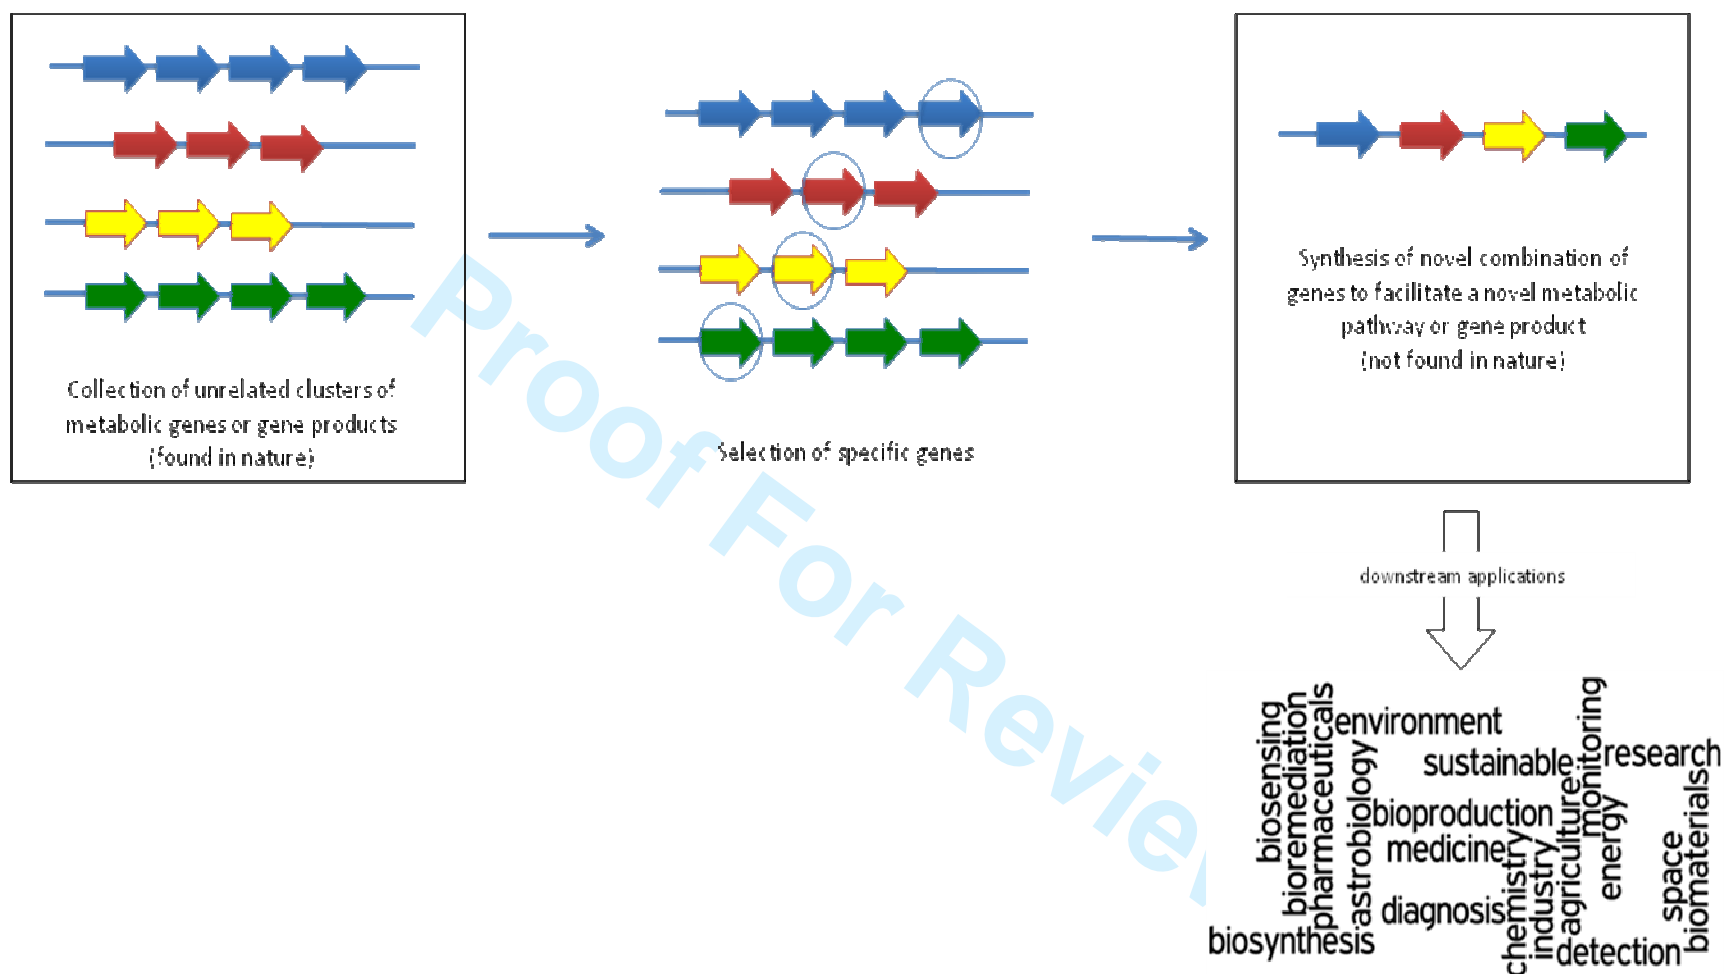 Collection of unrelated clusters of
metabolic genes or gene products
(found in nature)
Selection of specific genes
Synthesis of novel combination of
genes to facilitate a novel metabolic
pathway or gene product
(not found in nature)
downstream applications
Proof For Review
biosensing
bioremediation
pharmaceuticals
environment
astrobiology
sustainable
monitoring
research
bioproduction
medicine
chemistry
industry
agriculture
energy
space
biomaterials
diagnosis
biosynthesis
detection